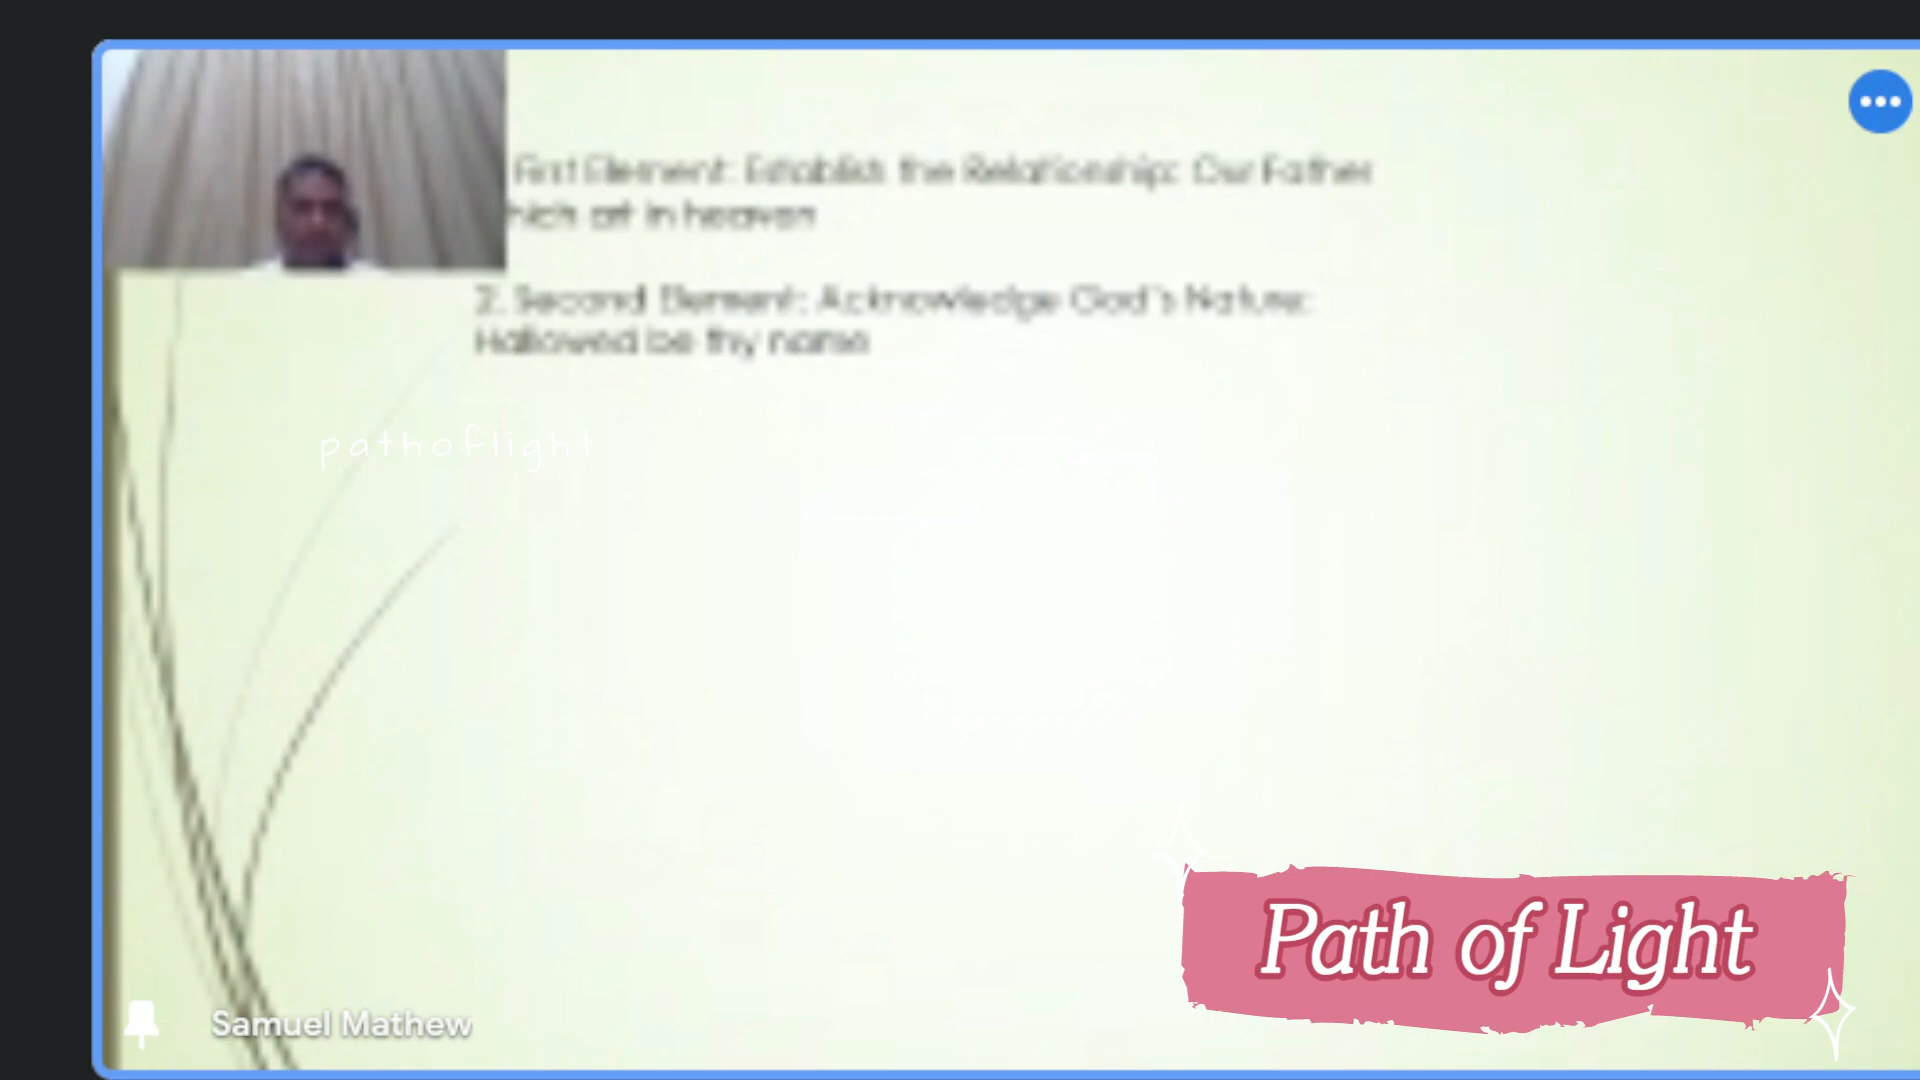 First Element: Establish the Relationship: Our Father
hich art in heaven
2. Second Element: Acknowledge God's Nature:
Hallowed be thy name
pathoflight
Path of Light
Samuel Mathew